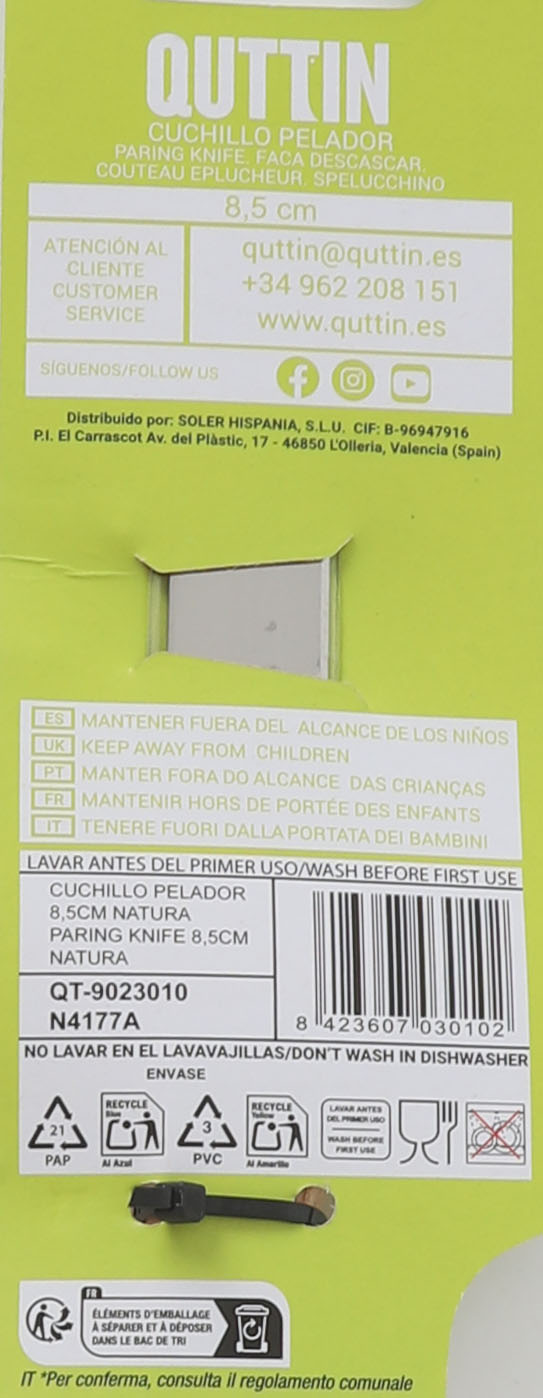 QUTTIN
CUCHILLO PELADOR
PARING KNIFE. FACA DESCASCAR.
COUTEAU EPLUCHEUR. SPELUCCHINO
8,5 cm
ATENCIÓN AL
CLIENTE
CUSTOMER
SERVICE
quttin@quttin.es
+34 962 208 151
www.quttin.es
SÍGUENOS/FOLLOW US
Distribuido por: SOLER HISPANIA, S.L.U. CIF: B-96947916
P.I. El Carrascot Av. del Plàstic, 17 - 46850 L'Olleria, Valencia (Spain)
ES MANTENER FUERA DEL ALCANCE DE LOS NIÑOS
UK KEEP AWAY FROM CHILDREN
PT MANTER FORA DO ALCANCE DAS CRIANÇAS
FR MANTENIR HORS DE PORTÉE DES ENFANTS
IT TENERE FUORI DALLA PORTATA DEI BAMBINI
LAVAR ANTES DEL PRIMER USO/WASH BEFORE FIRST USE
CUCHILLO PELADOR
8,5CM NATURA
PARING KNIFE 8,5CM
NATURA
QT-9023010
N4177A
8 423607 030102
NO LAVAR EN EL LAVAVAJILLAS/DON'T WASH IN DISHWASHER
ENVASE
21
PAP
RECYCLE
Blue
Al Azul
3
PVC
RECYCLE
Yellow
Al Amarillo
LAVAR ANTES
DEL PRIMER USO
WASH BEFORE
FIRST USE
FR
ÉLÉMENTS D'EMBALLAGE
À SÉPARER ET À DÉPOSER
DANS LE BAC DE TRI
IT *Per conferma, consulta il regolamento comunale